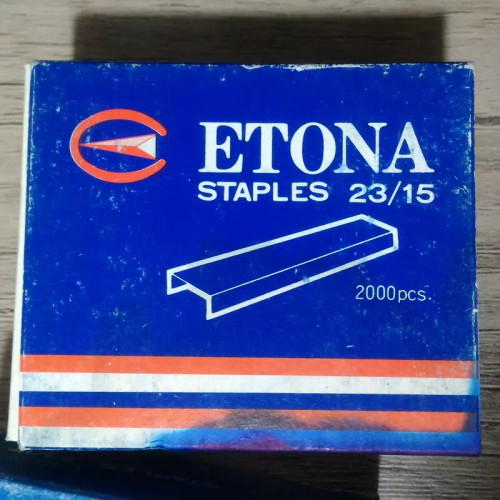 ETONA
STAPLES 23/15
2000pcs.